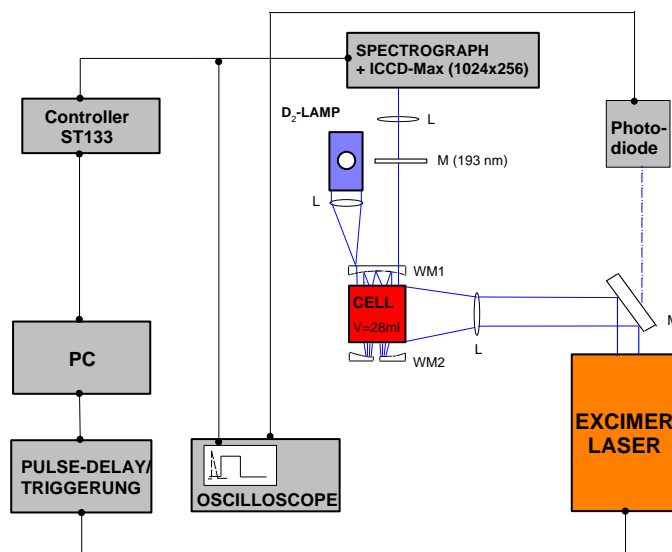 SPECTROGRAPH
+ ICCD-Max (1024x256)
Controller
ST133
D₂-LAMP
L
Photo-
diode
M (193 nm)
L
WM1
CELL
V=28ml
M
L
WM2
PC
EXCIMER
LASER
PULSE-DELAY/
TRIGGERUNG
OSCILLOSCOPE